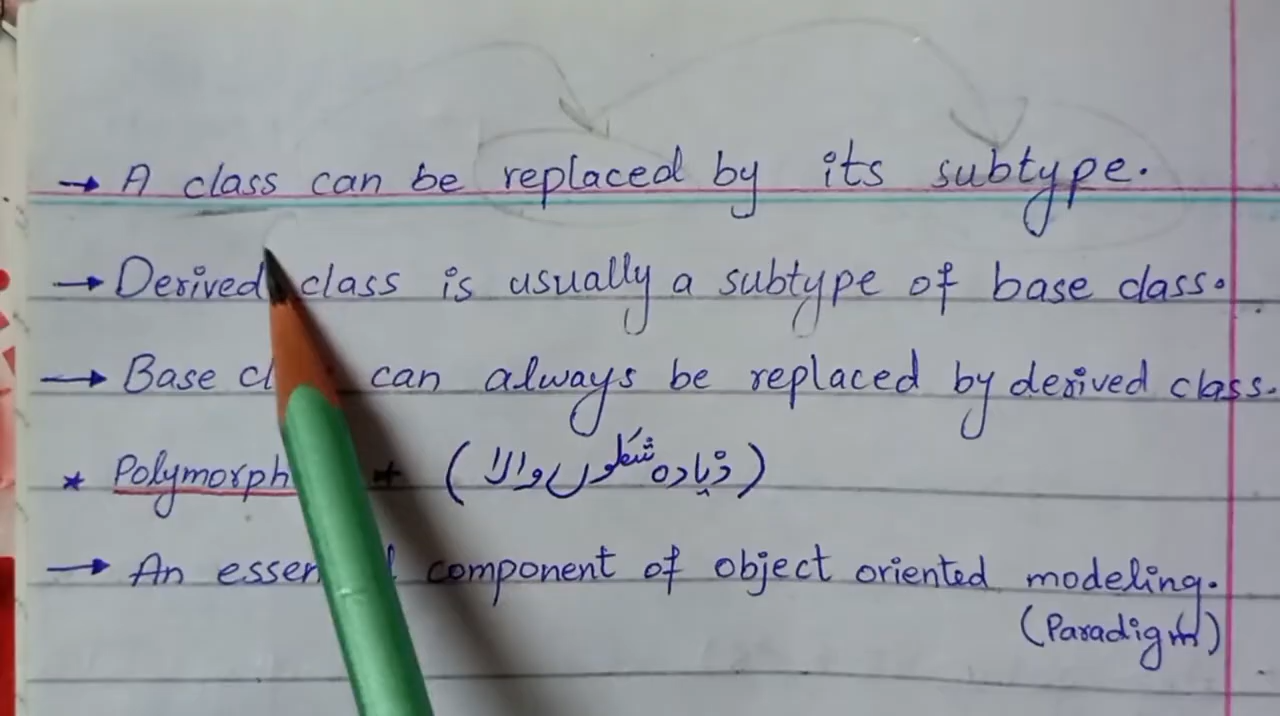 → A class can be replaced by its subtype.
→ Derived class is usually a subtype of base class.
→ Base can always be replaced by derived class.
* Polymorph * (زیادہ شکلوں والا)
→ An component of object oriented modeling.
(Paradigm)